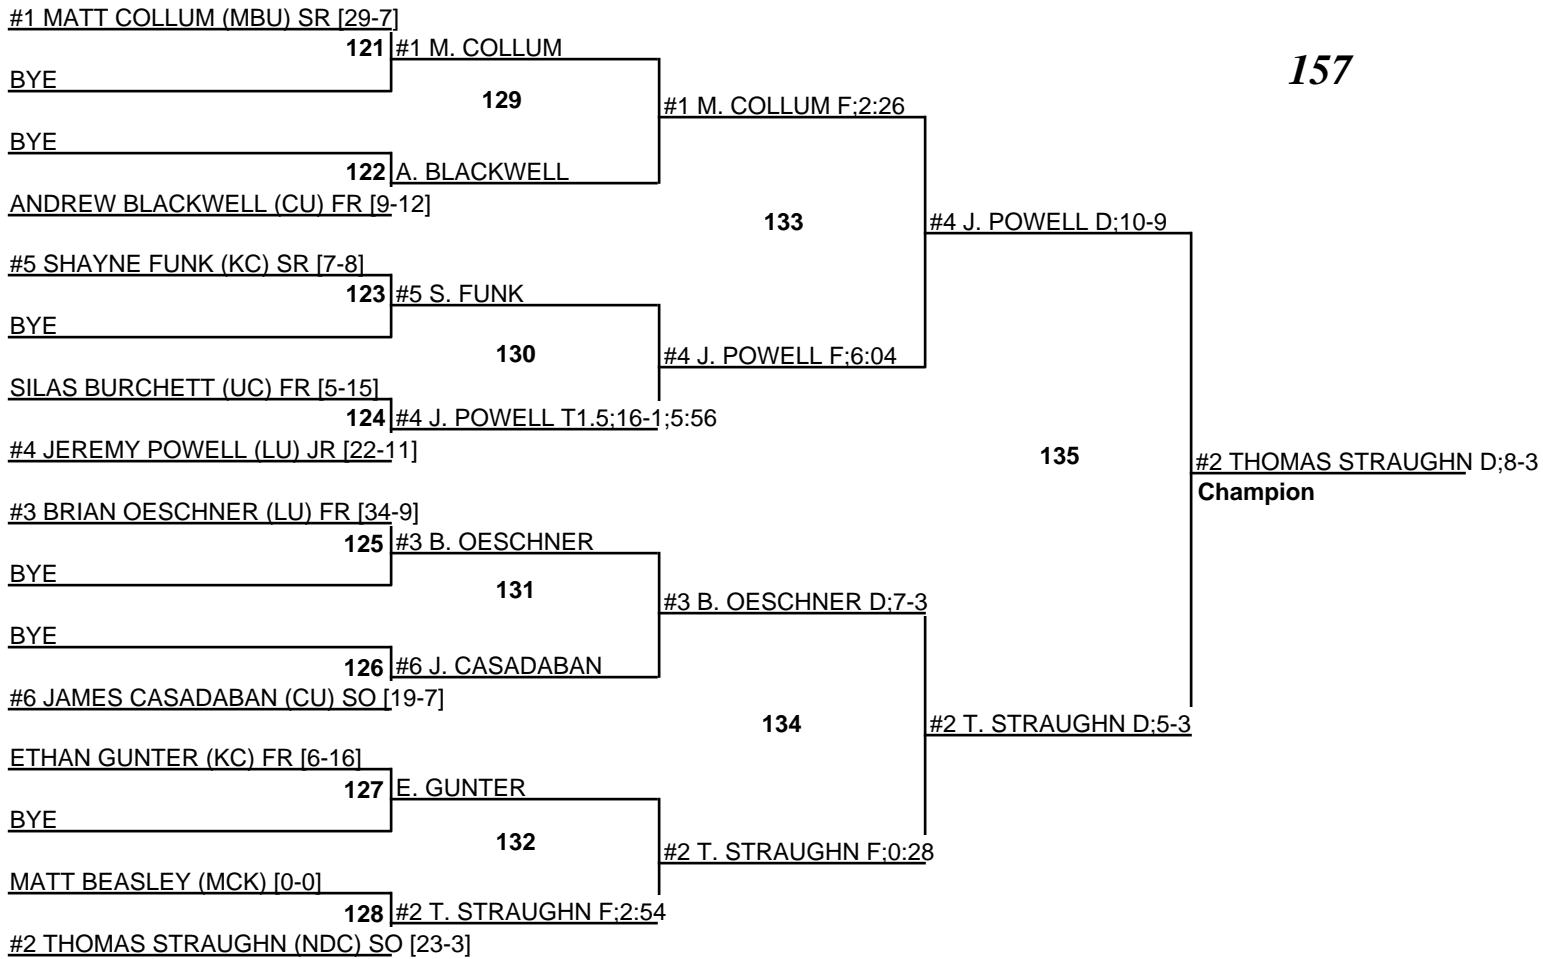 #1 MATT COLLUM (MBU) SR [29-7]
121 #1 M. COLLUM
157
BYE
129
#1 M. COLLUM F;2:26
BYE
122 A. BLACKWELL
ANDREW BLACKWELL (CU) FR [9-12]
133
#4 J. POWELL D;10-9
#5 SHAYNE FUNK (KC) SR [7-8]
123 #5 S. FUNK
BYE
130
#4 J. POWELL F;6:04
SILAS BURCHETT (UC) FR [5-15]
124 #4 J. POWELL T1.5;16-1;5:56
#4 JEREMY POWELL (LU) JR [22-11]
135
#2 THOMAS STRAUGHN D;8-3
Champion
#3 BRIAN OESCHNER (LU) FR [34-9]
125 #3 B. OESCHNER
BYE
131
#3 B. OESCHNER D;7-3
BYE
126 #6 J. CASADABAN
#6 JAMES CASADABAN (CU) SO [19-7]
134
#2 T. STRAUGHN D;5-3
ETHAN GUNTER (KC) FR [6-16]
127 E. GUNTER
BYE
132
#2 T. STRAUGHN F;0:28
MATT BEASLEY (MCK) [0-0]
128 #2 T. STRAUGHN F;2:54
#2 THOMAS STRAUGHN (NDC) SO [23-3]